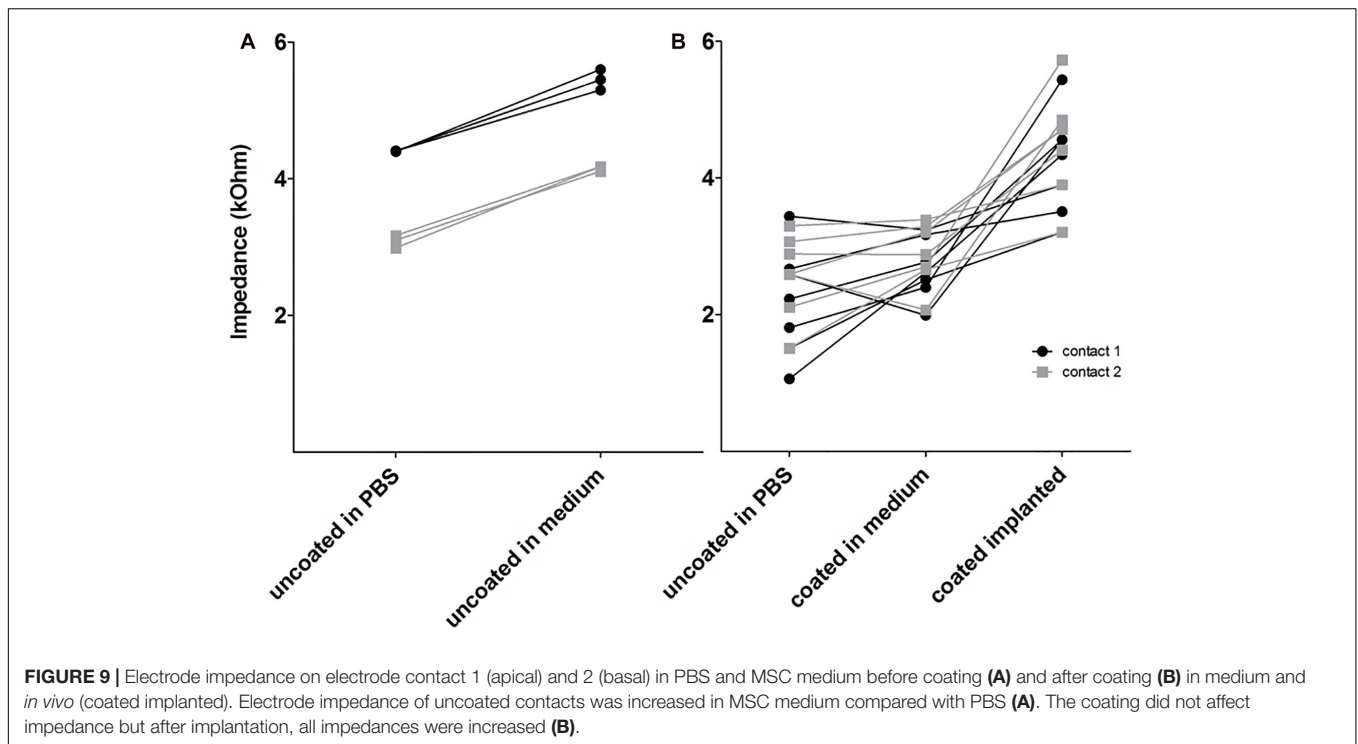 A
B
6
4
2
Impedance (kOhm)
uncoated in PBS
uncoated in medium
6
4
2
contact 1
contact 2
uncoated in PBS
coated in medium
coated implanted
FIGURE 9 | Electrode impedance on electrode contact 1 (apical) and 2 (basal) in PBS and MSC medium before coating (A) and after coating (B) in medium and
in vivo (coated implanted). Electrode impedance of uncoated contacts was increased in MSC medium compared with PBS (A). The coating did not affect
impedance but after implantation, all impedances were increased (B).